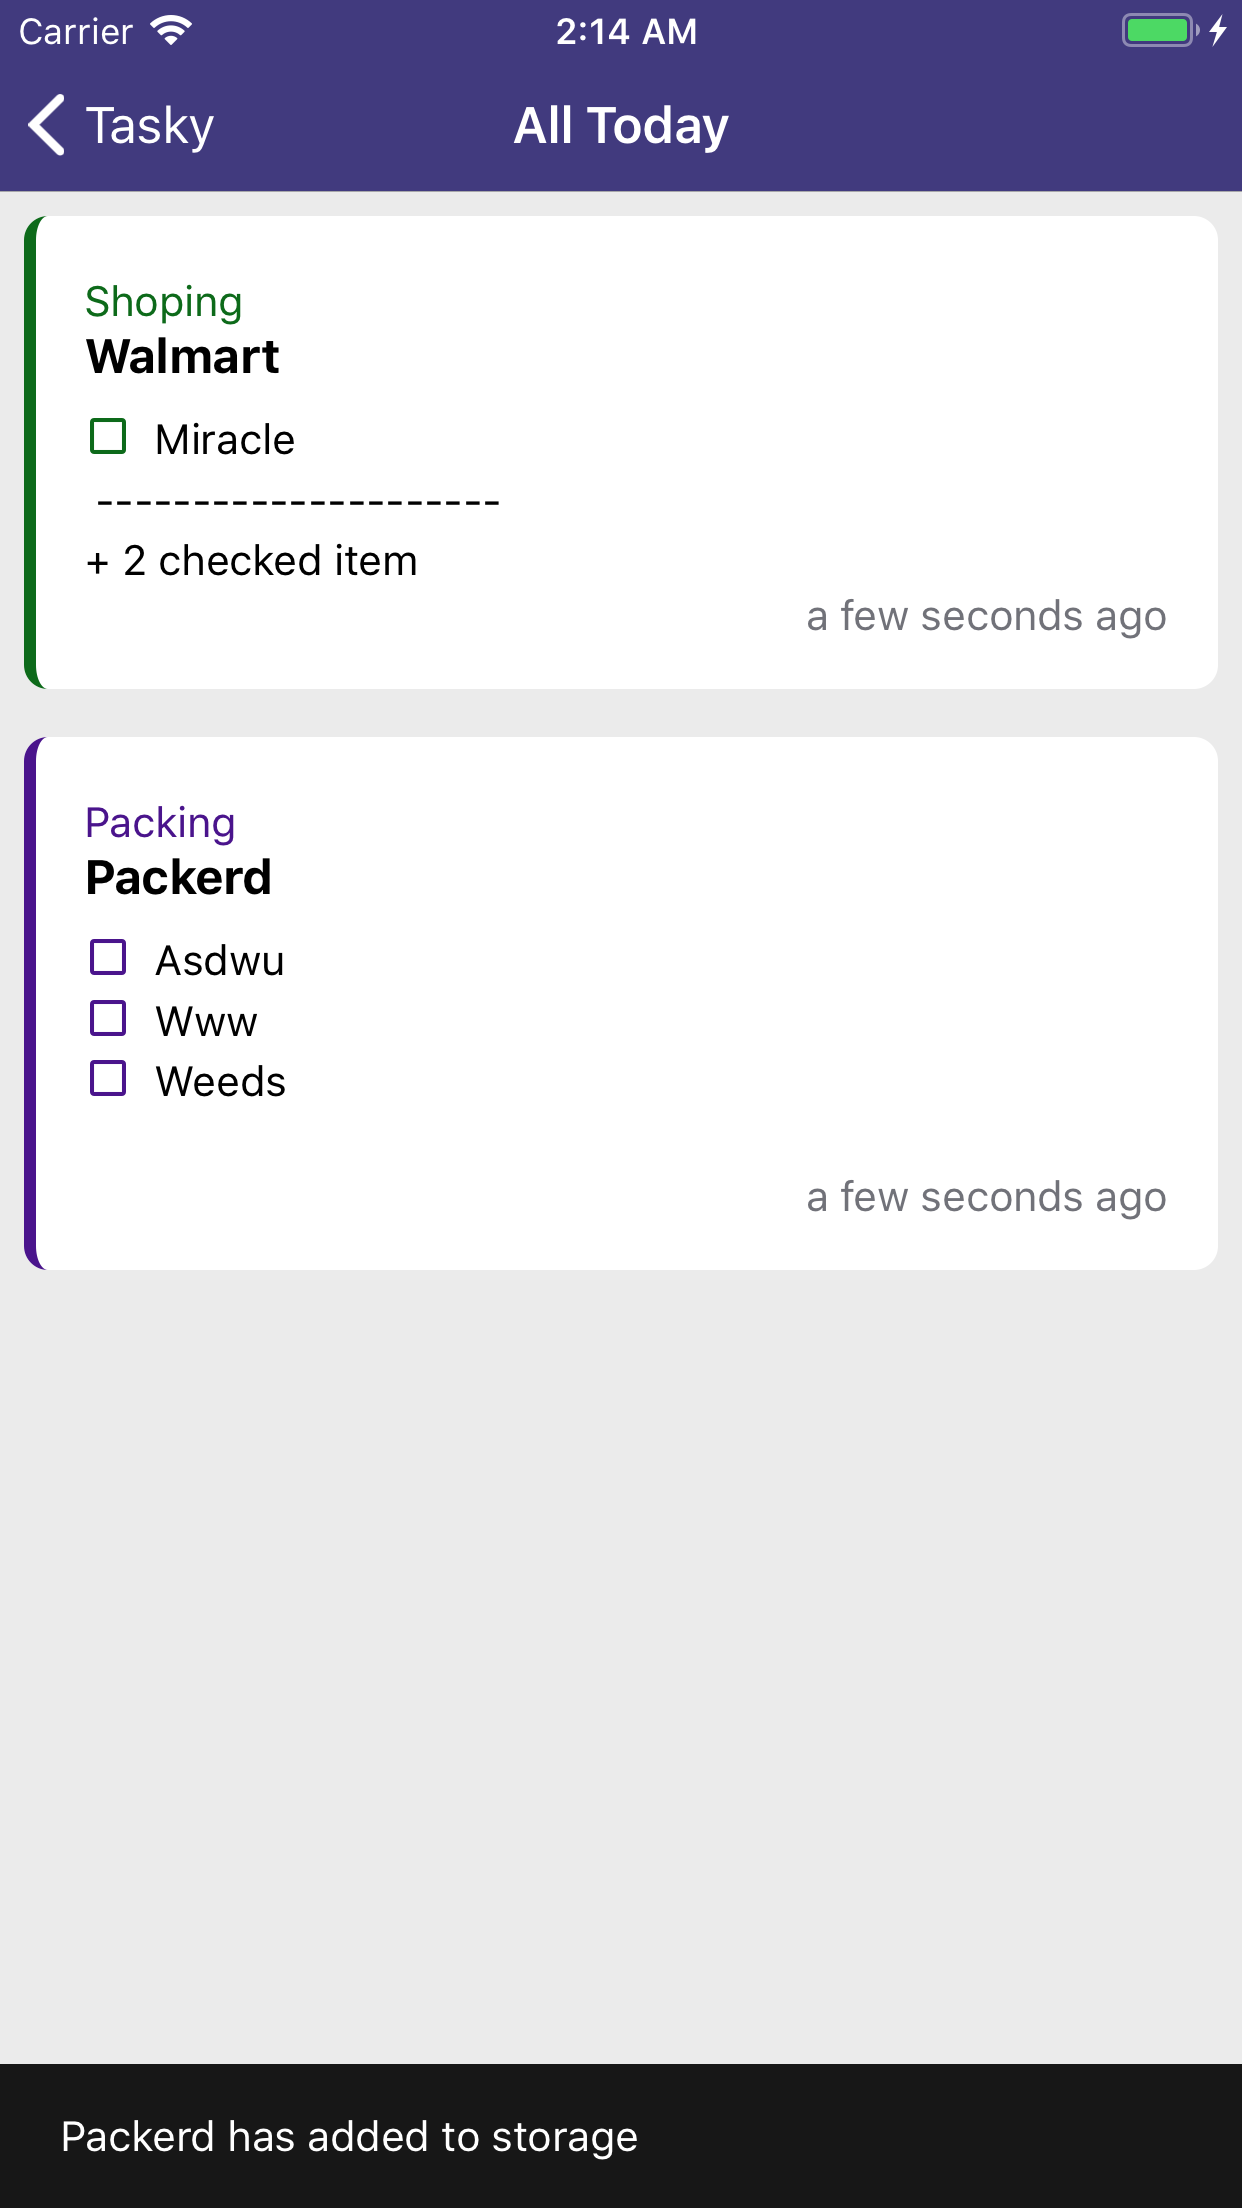 Carrier 2:14 AM
Tasky All Today
Shoping
Walmart
Miracle
---------------------
+ 2 checked item
a few seconds ago
Packing
Packerd
Asdwu
Www
Weeds
a few seconds ago
Packerd has added to storage